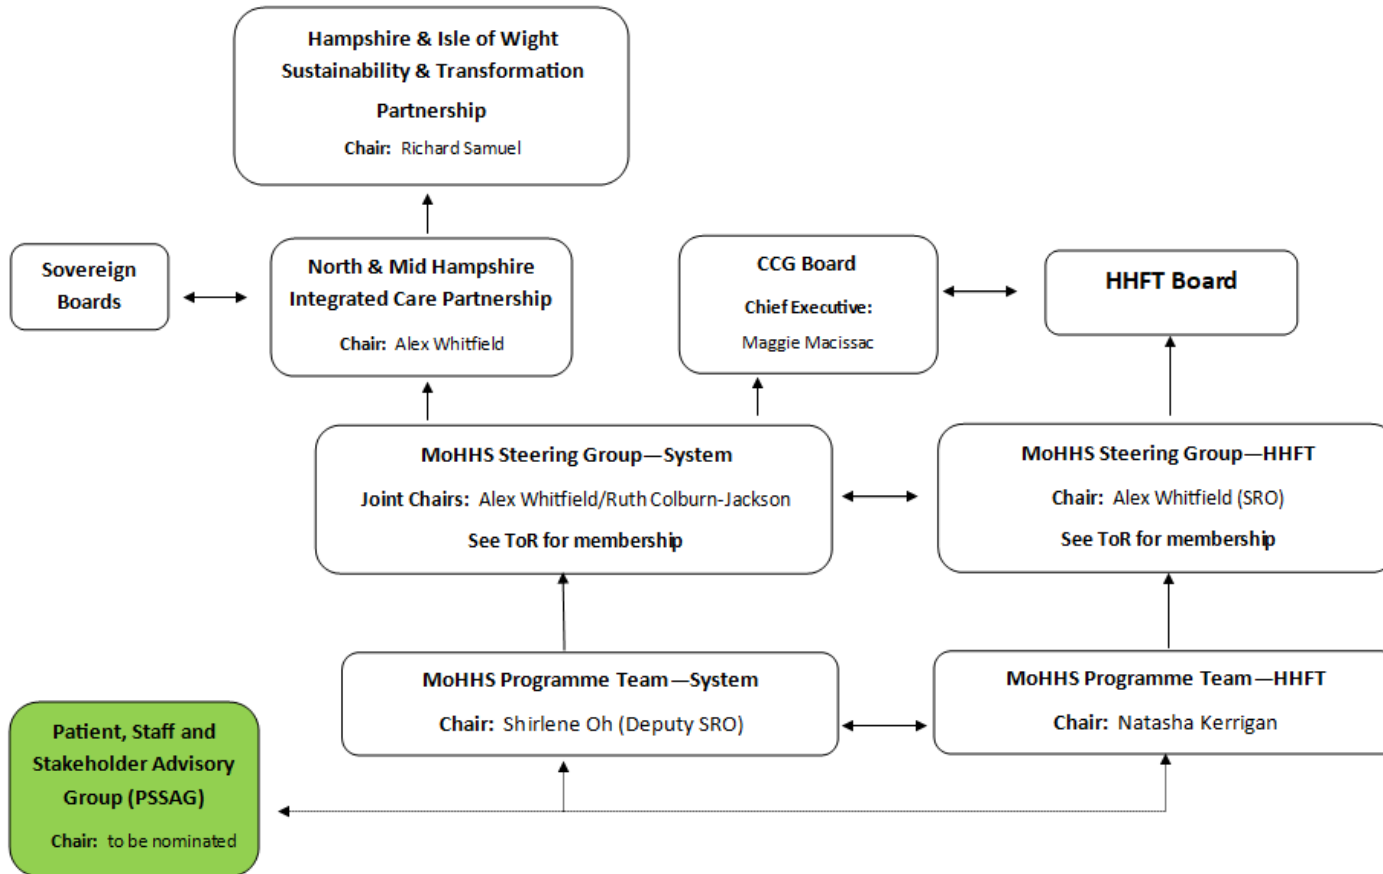 Hampshire & Isle of Wight
Sustainability & Transformation
Partnership
Chair: Richard Samuel
Sovereign
Boards
North & Mid Hampshire
Integrated Care Partnership
Chair: Alex Whitfield
CCG Board
Chief Executive:
Maggie Macissac
HHFT Board
MoHHS Steering Group—System
Joint Chairs: Alex Whitfield/Ruth Colburn-Jackson
See ToR for membership
MoHHS Steering Group—HHFT
Chair: Alex Whitfield (SRO)
See ToR for membership
MoHHS Programme Team—System
Chair: Shirlene Oh (Deputy SRO)
MoHHS Programme Team—HHFT
Chair: Natasha Kerrigan
Patient, Staff and
Stakeholder Advisory
Group (PSSAG)
Chair: to be nominated